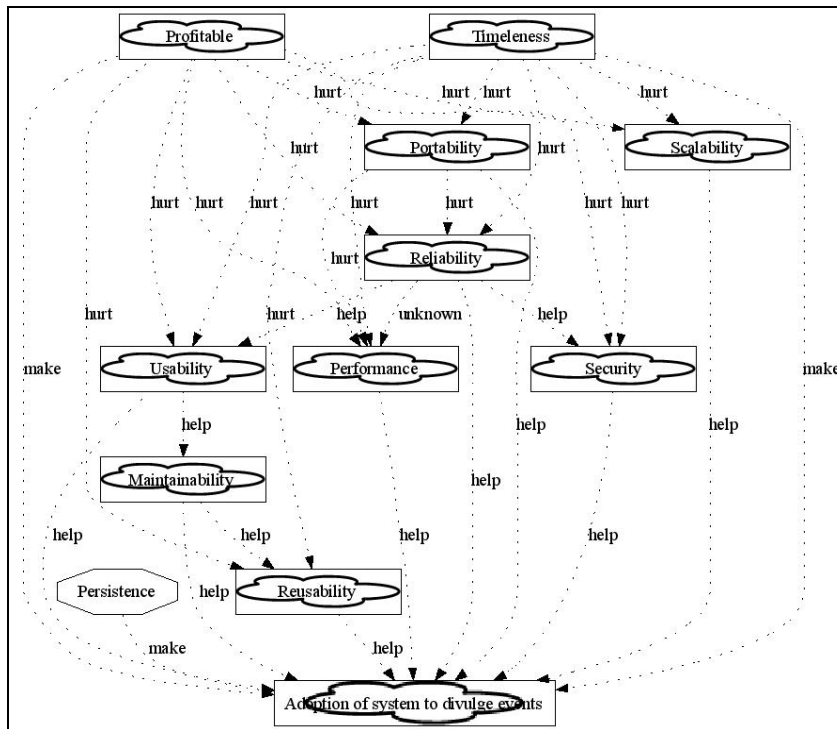 Profitable
Timeleness
hurt
hurt
hurt
hurt
Portability
Scalability
hurt
hurt
hurt
hurt
hurt
hurt
hurt
hurt
hurt
Reliability
hurt
hurt
hurt
help
unknown
help
make
make
Usability
Performance
Security
help
help
help
Maintainability
help
help
help
help
help
Persistence
Reusability
help
make
help
Adoption of system to divulge events